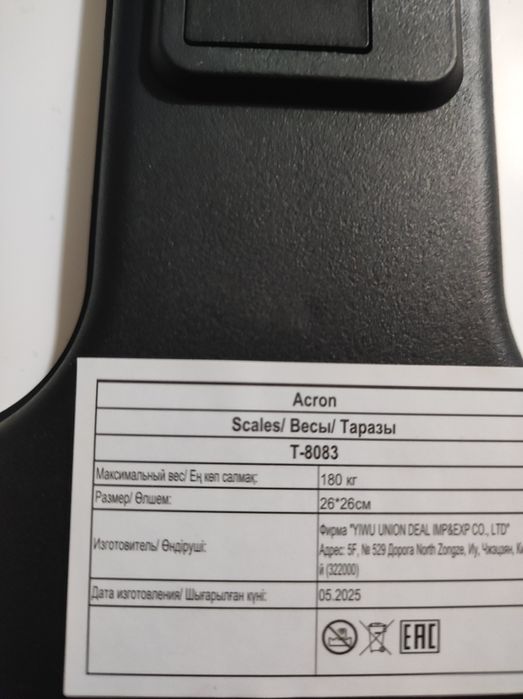 Acron
Scales/ Весы/ Таразы
T-8083
Максимальный вес/ Ең көп салмақ: 180 кг
Размер/ Өлшем: 26*26см
Изготовитель/ Өндіруші: Фирма "YIWU UNION DEAL IMP&EXP CO., LTD"
Адрес: 5F, № 529 Дорога North Zongze, Иу, Чжэцзян, Ки
й (322000)
Дата изготовления/ Шығарылған күні: 05.2025
EAC